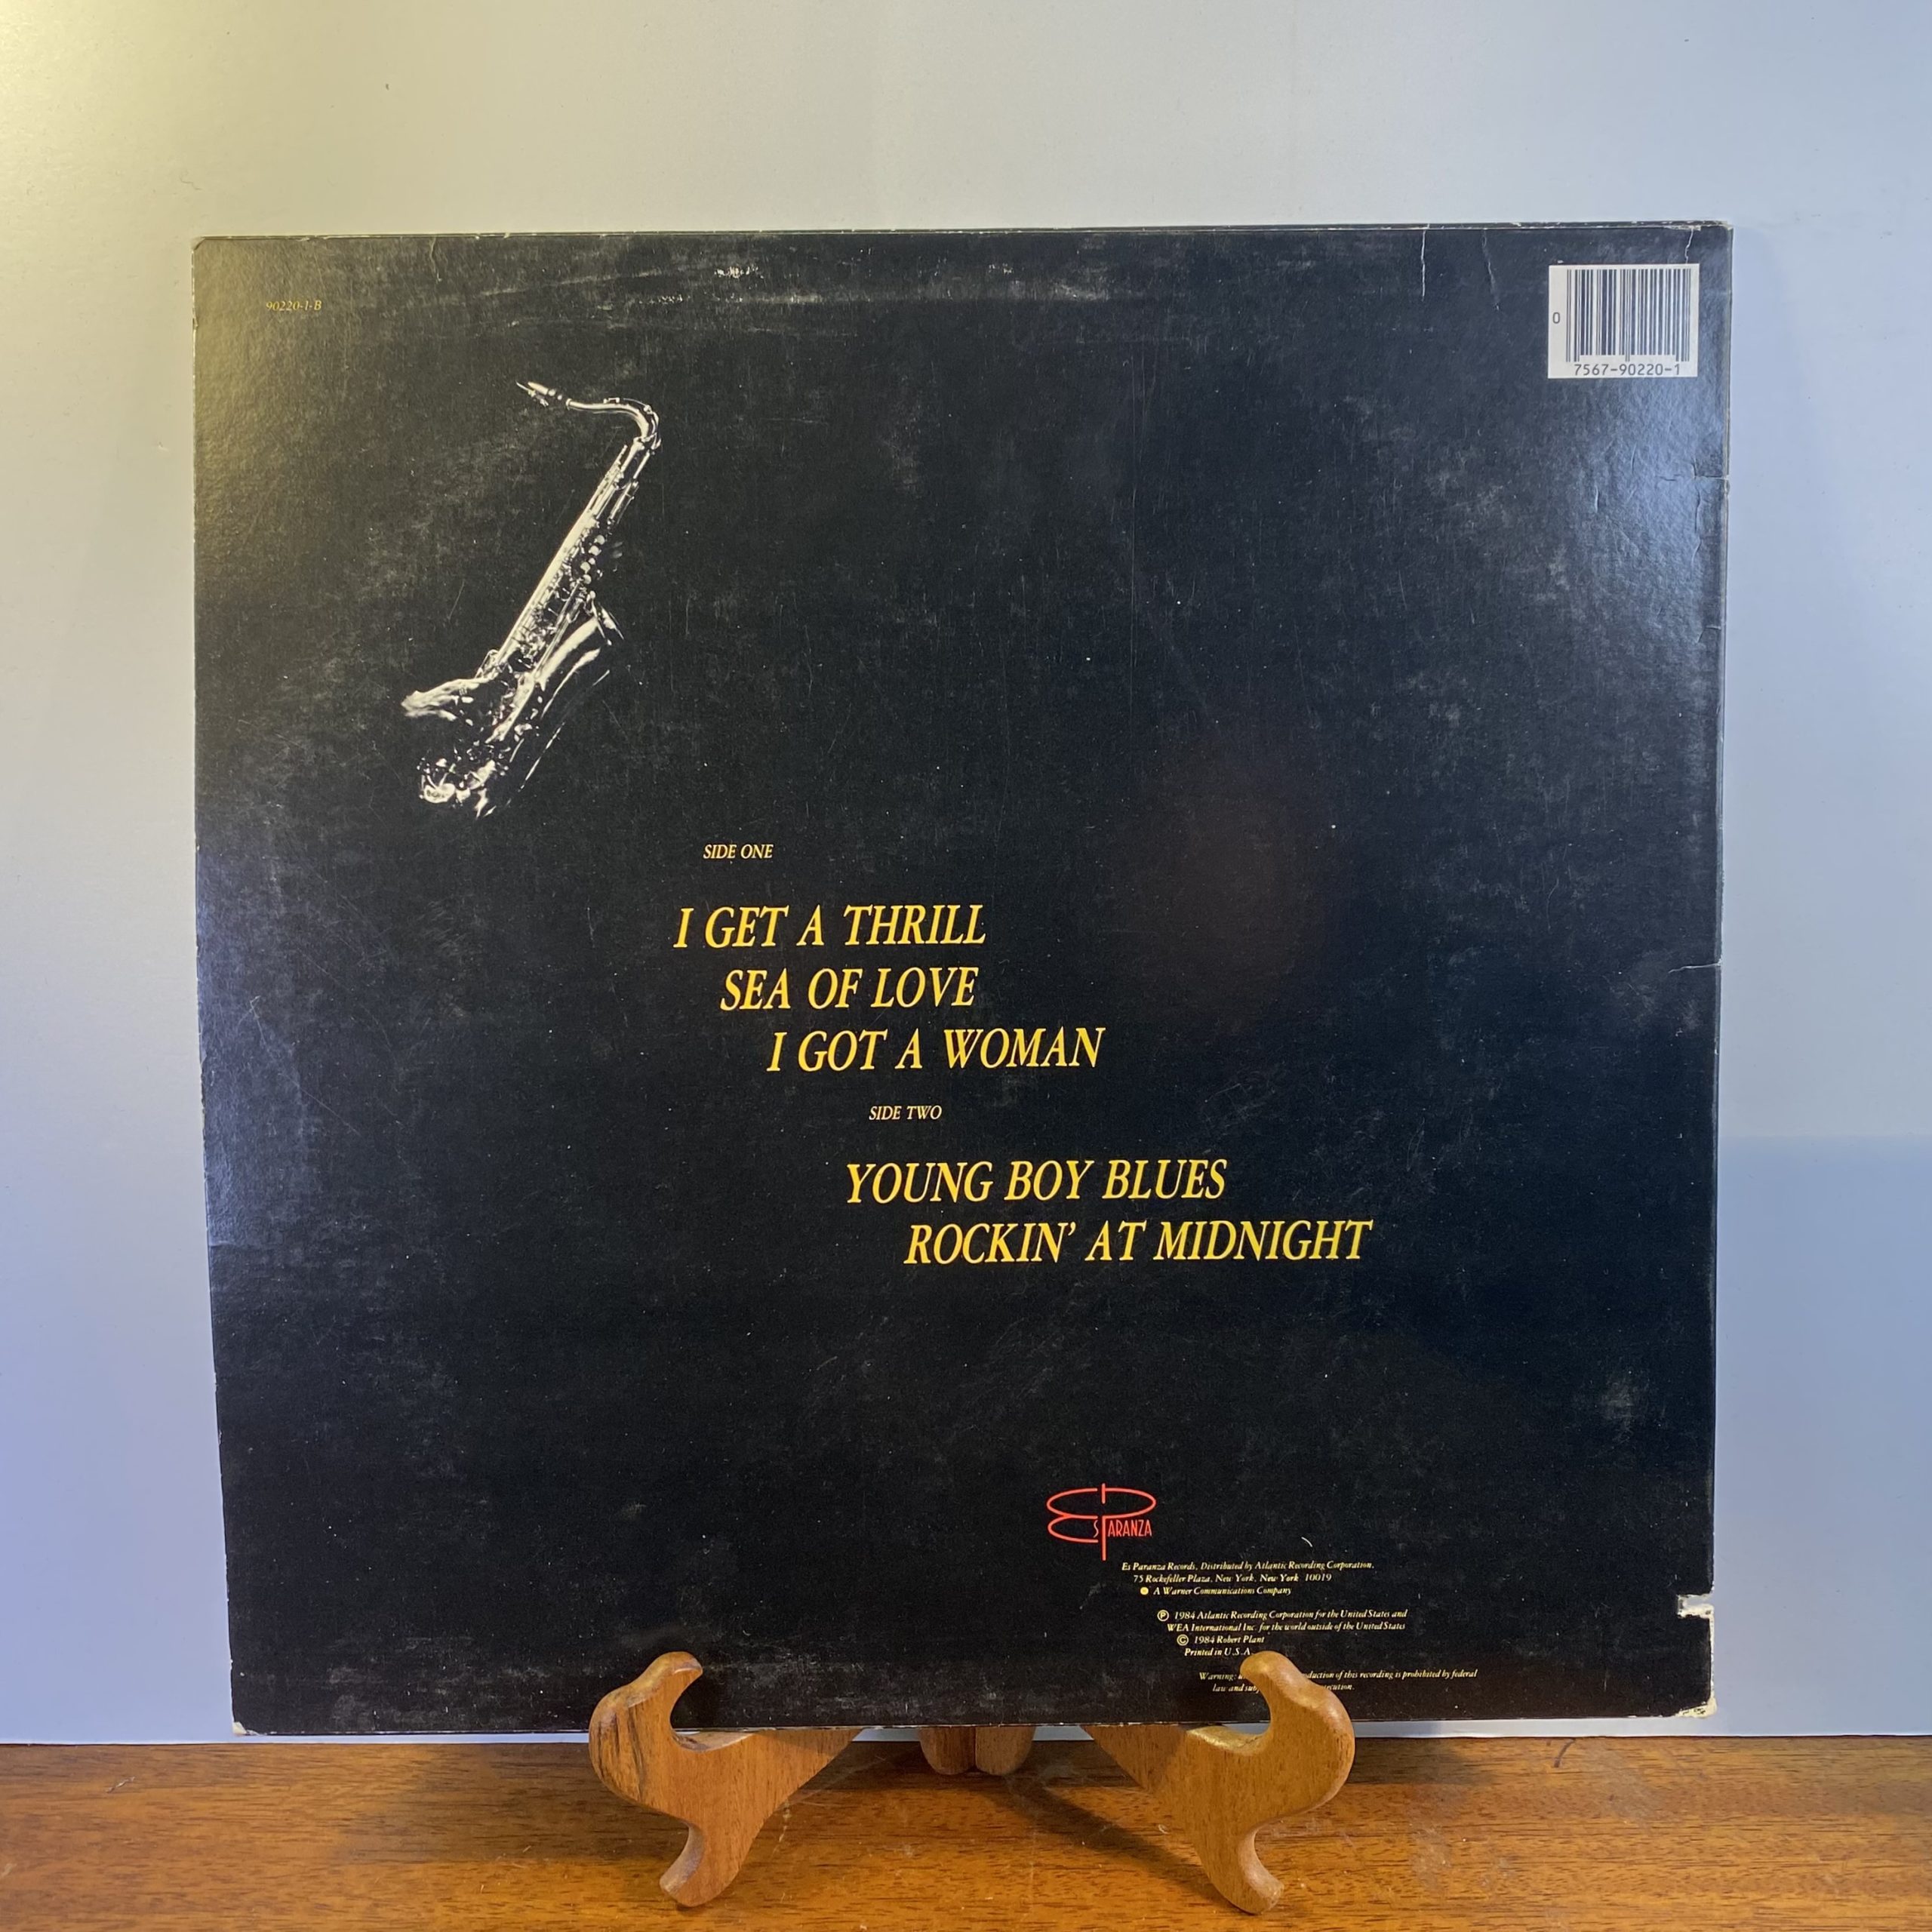 90220-1-B
0
7567-90220-1
SIDE ONE
I GET A THRILL
SEA OF LOVE
I GOT A WOMAN
SIDE TWO
YOUNG BOY BLUES
ROCKIN' AT MIDNIGHT
ES PARANZA
Es Paranza Records, Distributed by Atlantic Recording Corporation,
75 Rockefeller Plaza, New York, New York 10019
A Warner Communications Company
℗ 1984 Atlantic Recording Corporation for the United States and
WEA International Inc. for the world outside of the United States
© 1984 Robert Plant
Printed in U.S.A.
Warning: of this recording is prohibited by federal
law and